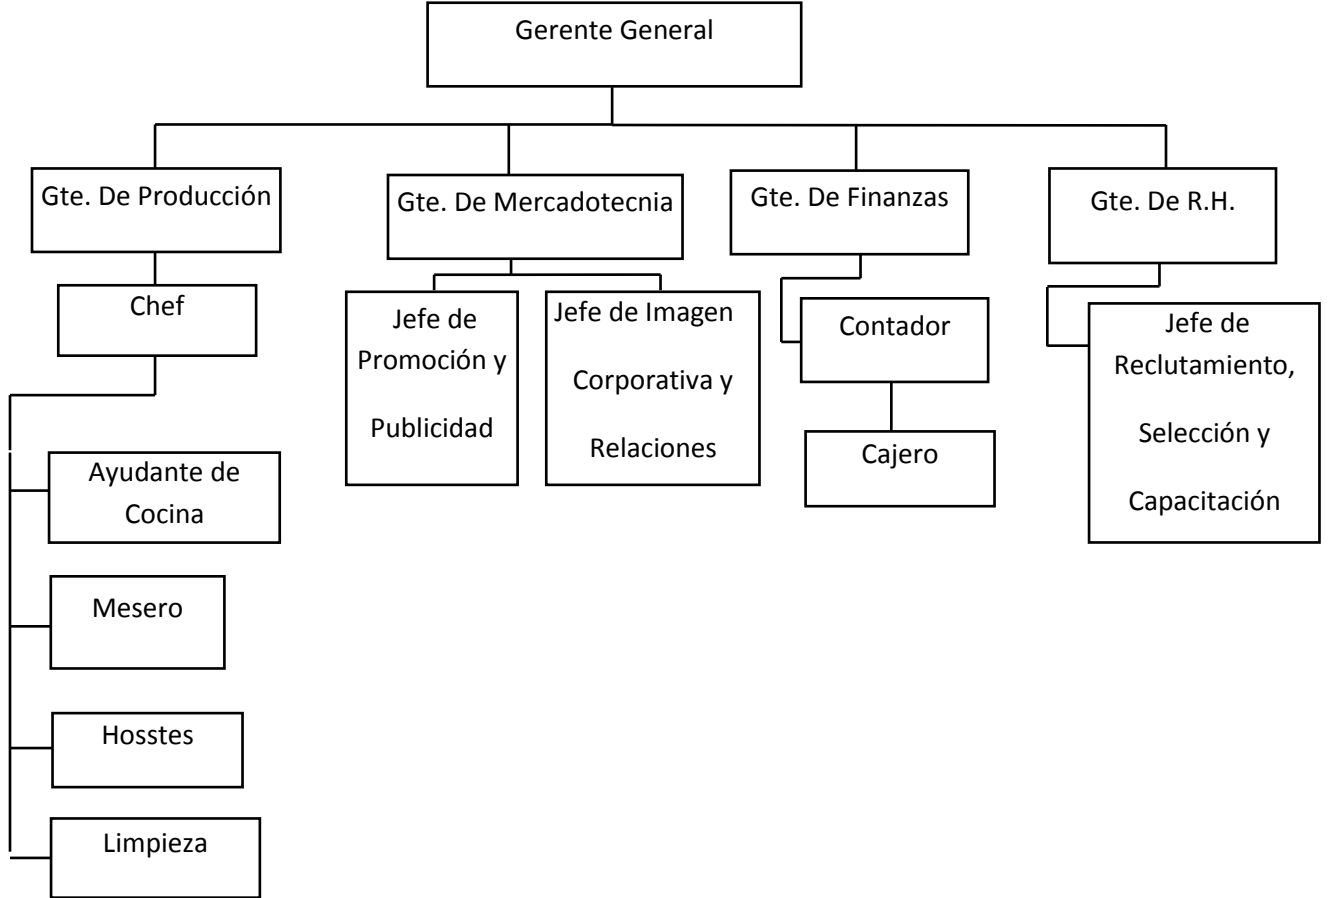 Gerente General
Gte. De Producción
Gte. De Mercadotecnia
Gte. De Finanzas
Gte. De R.H.
Chef
Jefe de
Promoción y
Publicidad
Jefe de Imagen
Corporativa y
Relaciones
Contador
Cajero
Jefe de
Reclutamiento,
Selección y
Capacitación
Ayudante de
Cocina
Mesero
Hosstes
Limpieza